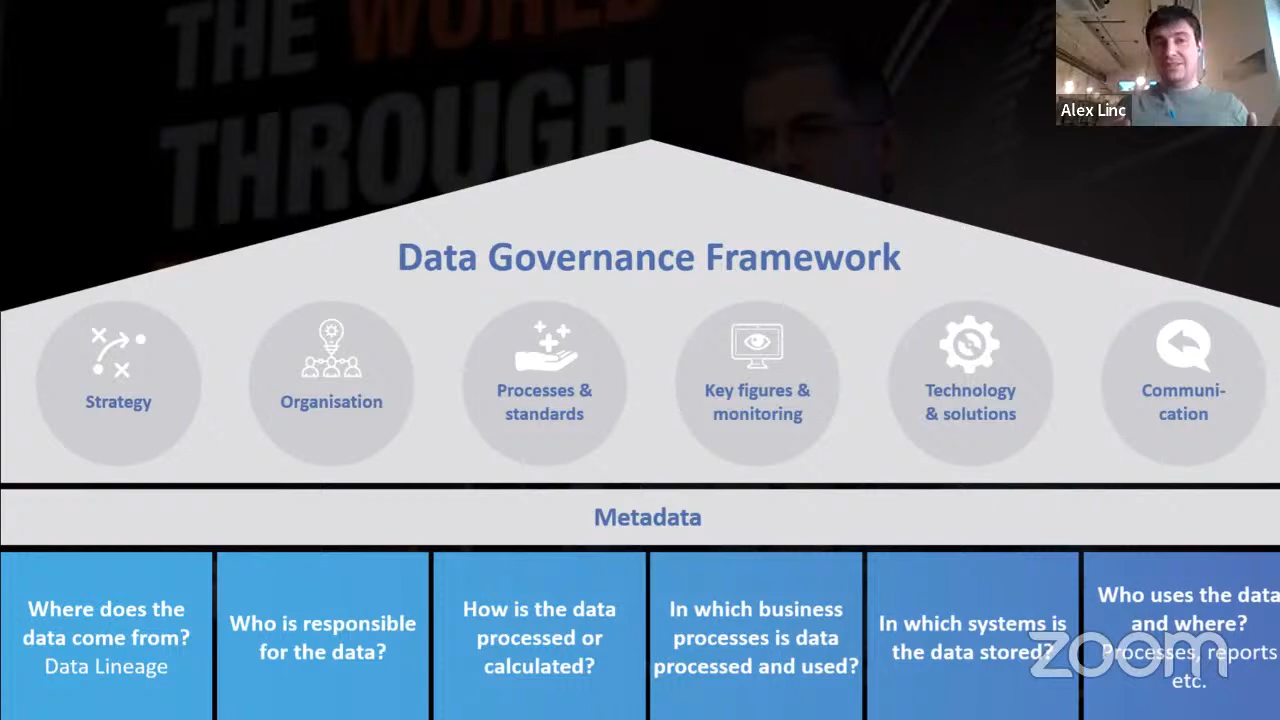 THE WORLD
THROUGH
Alex Linc
Data Governance Framework
Strategy
Organisation
Processes &
standards
Key figures &
monitoring
Technology
& solutions
Communi-
cation
Metadata
Where does the
data come from?
Data Lineage
Who is responsible
for the data?
How is the data
processed or
calculated?
In which business
processes is data
processed and used?
In which systems is
the data stored?
Who uses the data
and where?
Processes, reports
etc.
zoom